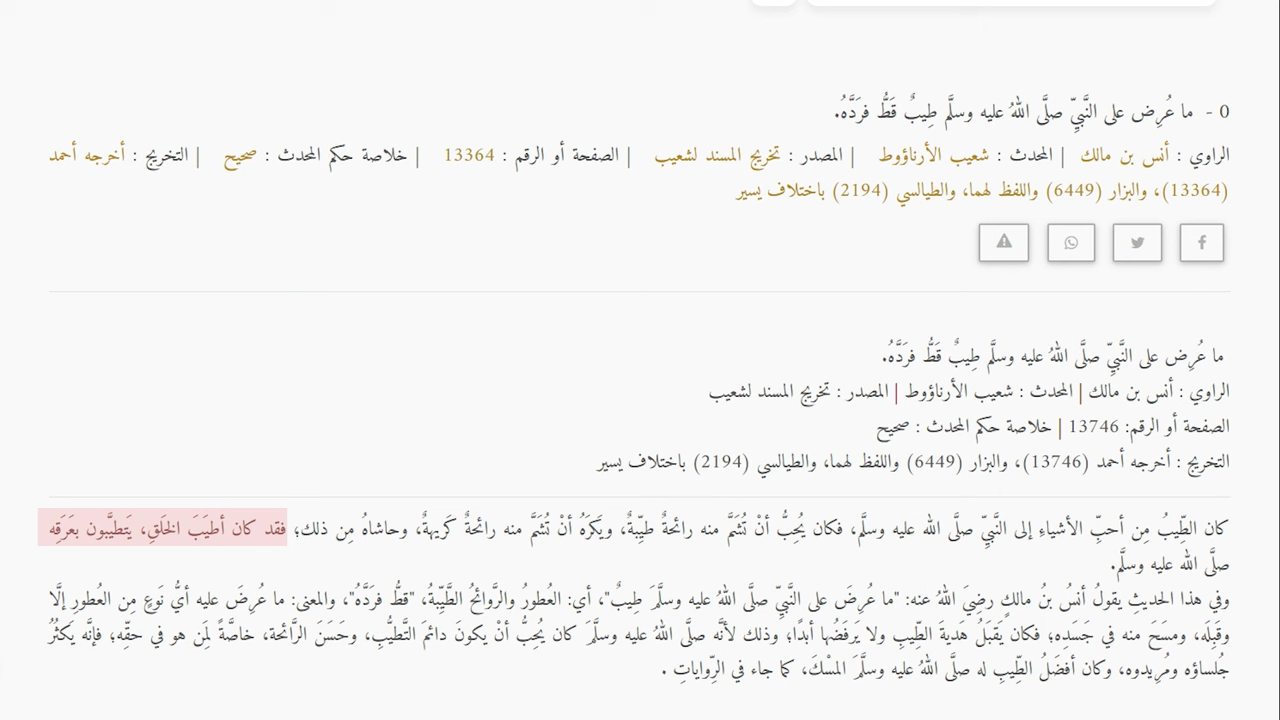 0 - ما عُرِض على النَّبيِّ صلَّى اللهُ عليه وسلَّم طِيبٌ قَطُّ فرَدَّهُ.
الراوي : أنس بن مالك | المحدث : شعيب الأرناؤوط | المصدر : تخريج المسند لشعيب | الصفحة أو الرقم : 13364 | خلاصة حكم المحدث : صحيح | التخريج : أخرجه أحمد
(13364)، والبزار (6449) واللفظ لهما، والطيالسي (2194) باختلاف يسير
ما عُرِض على النَّبيِّ صلَّى اللهُ عليه وسلَّم طِيبٌ قَطُّ فرَدَّهُ.
الراوي : أنس بن مالك | المحدث : شعيب الأرناؤوط | المصدر : تخريج المسند لشعيب
الصفحة أو الرقم: 13746 | خلاصة حكم المحدث : صحيح
التخريج : أخرجه أحمد (13746)، والبزار (6449) واللفظ لهما، والطيالسي (2194) باختلاف يسير
كان الطِّيبُ مِن أحبِّ الأشياءِ إلى النَّبيِّ صلَّى الله عليه وسلَّم، فكان يُحِبُّ أنْ تُشَمَّ منه رائحةٌ طيِّبةٌ، ويَكرَهُ أنْ تُشَمَّ منه رائحةٌ كَريهةٌ، وحاشاهُ مِن ذلك؛ فقد كان أطيَبَ الخَلقِ، يَتطيَّبون بعَرَقِه
صلَّى الله عليه وسلَّم.
وفي هذا الحديثِ يقولُ أنسُ بنُ مالكٍ رضِيَ اللهُ عنه: "ما عُرِضَ على النَّبيِّ صلَّى اللهُ عليه وسلَّمَ طِيبٌ"، أي: العُطورُ والرَّوائحُ الطَّيِّبةُ، "قطُّ فرَدَّهُ"، والمعنى: ما عُرِضَ عليه أيُّ نَوعٍ مِن العُطورِ إلَّا
وقَبِلَه، ومسَحَ منه في جَسَدِه؛ فكان يَقبَلُ هَديةَ الطِّيبِ ولا يَرفَضُها أبدًا؛ وذلك لأنَّه صلَّى اللهُ عليه وسلَّمَ كان يُحِبُّ أنْ يكونَ دائمَ التَّطيُّبِ، وحَسَنَ الرَّائحة، خاصَّةً لِمَن هو في حقِّه؛ فإنَّه يَكثُرُ
جُلساؤه ومُرِيدوه، وكان أفضَلُ الطِّيبِ له صلَّى اللهُ عليه وسلَّمَ المسْكَ، كما جاء في الرِّواياتِ .